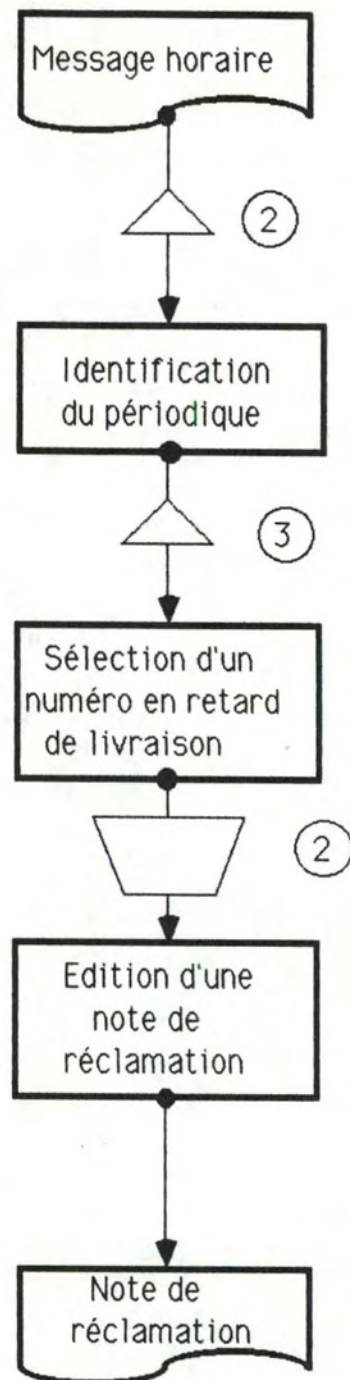 Message horaire
2
Identification
du périodique
3
Sélection d'un
numéro en retard
de livraison
2
Edition d'une
note de
réclamation
Note de
réclamation